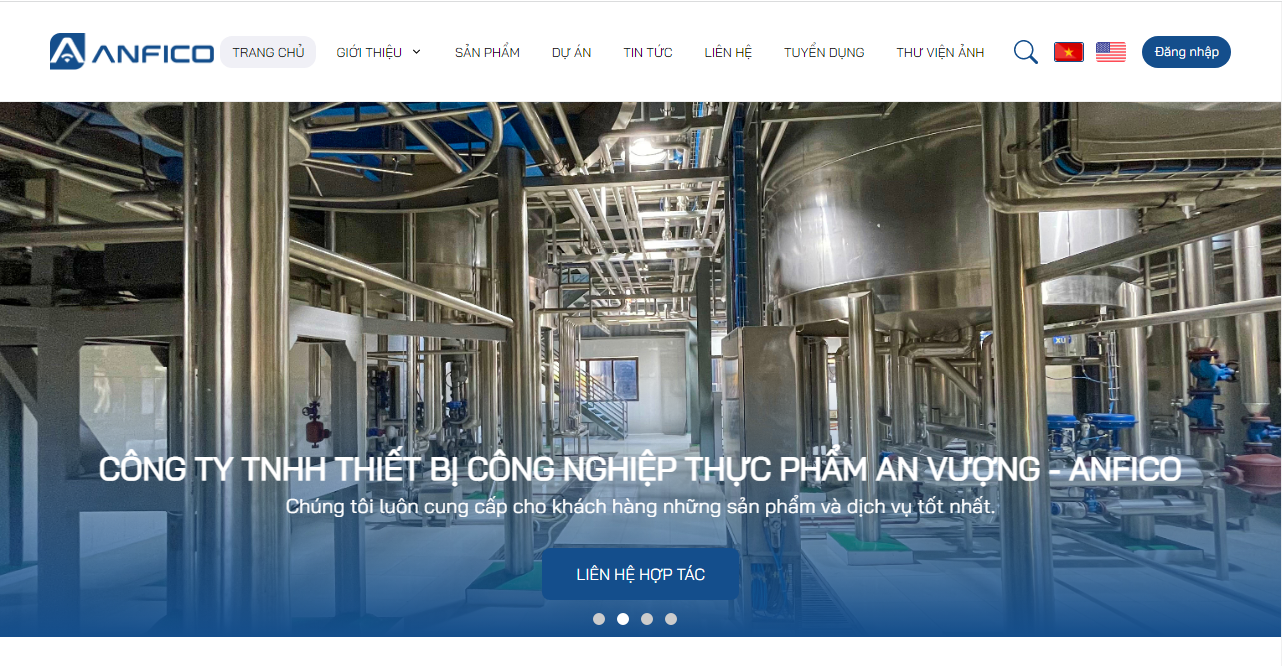 ANFICO
TRANG CHỦ
GIỚI THIỆU
SẢN PHẨM
DỰ ÁN
TIN TỨC
LIÊN HỆ
TUYỂN DỤNG
THƯ VIỆN ẢNH
Đăng nhập
CÔNG TY TNHH THIẾT BỊ CÔNG NGHIỆP THỰC PHẨM AN VƯỢNG - ANFICO
Chúng tôi luôn cung cấp cho khách hàng những sản phẩm và dịch vụ tốt nhất.
LIÊN HỆ HỢP TÁC